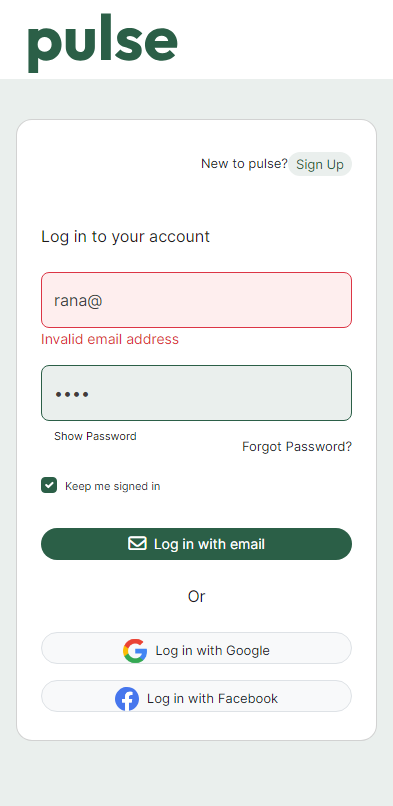 pulse
New to pulse? Sign Up
Log in to your account
rana@
Invalid email address
••••
Show Password
Forgot Password?
Keep me signed in
Log in with email
Or
Log in with Google
Log in with Facebook